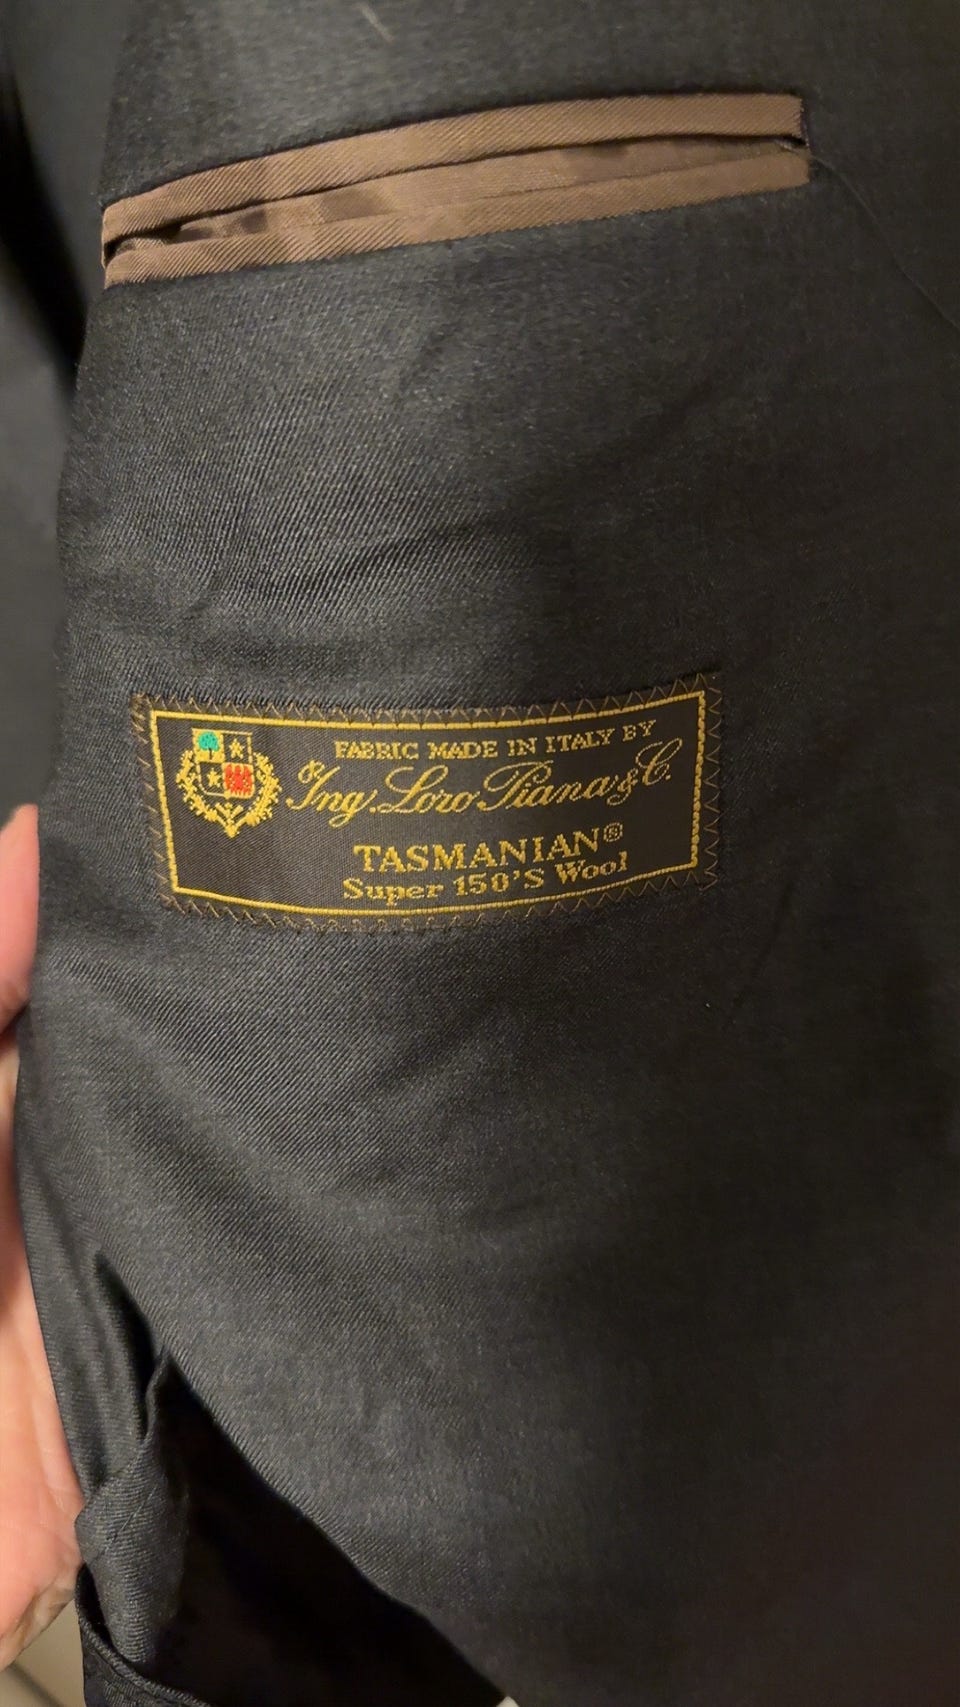 FABRIC MADE IN ITALY BY
Ing. Loro Piana & C.
TASMANIAN®
Super 150'S Wool